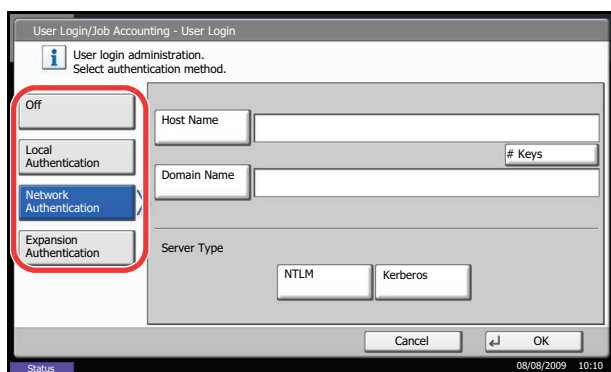 User Login/Job Accounting - User Login
User login administration.
Select authentication method.
Off
Local
Authentication
Network
Authentication
Expansion
Authentication
Host Name
# Keys
Domain Name
Server Type
NTLM
Kerberos
Cancel
OK
Status
08/08/2009 10:10